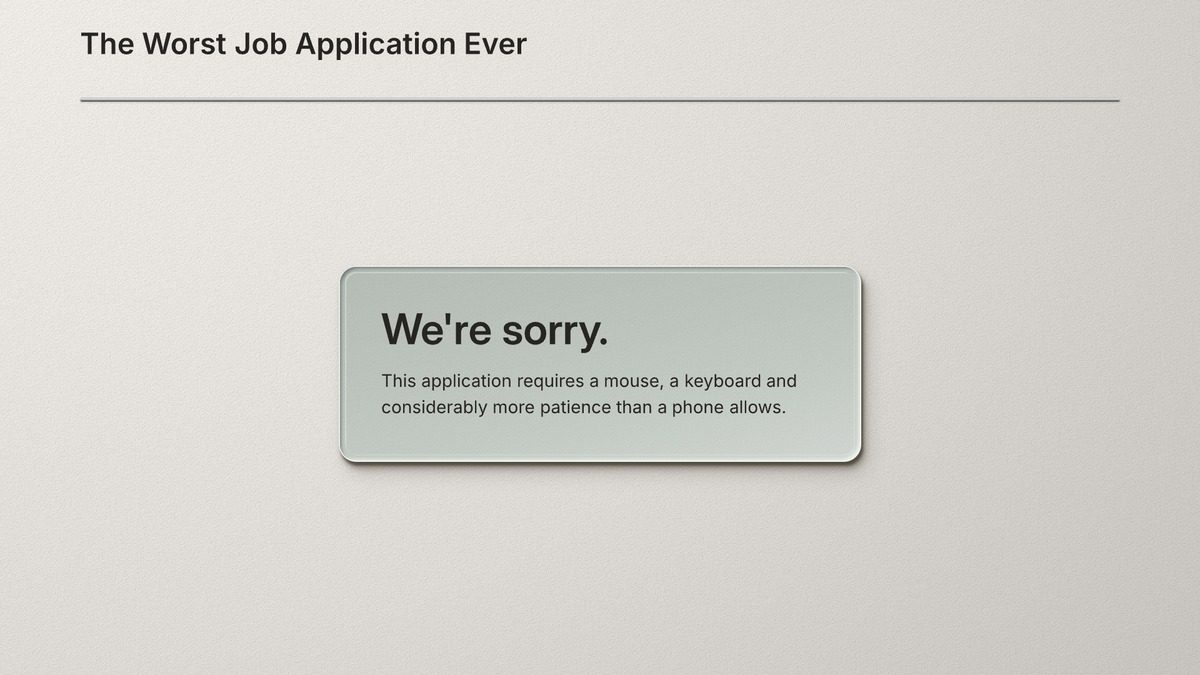 The Worst Job Application Ever
We're sorry.
This application requires a mouse, a keyboard and
considerably more patience than a phone allows.